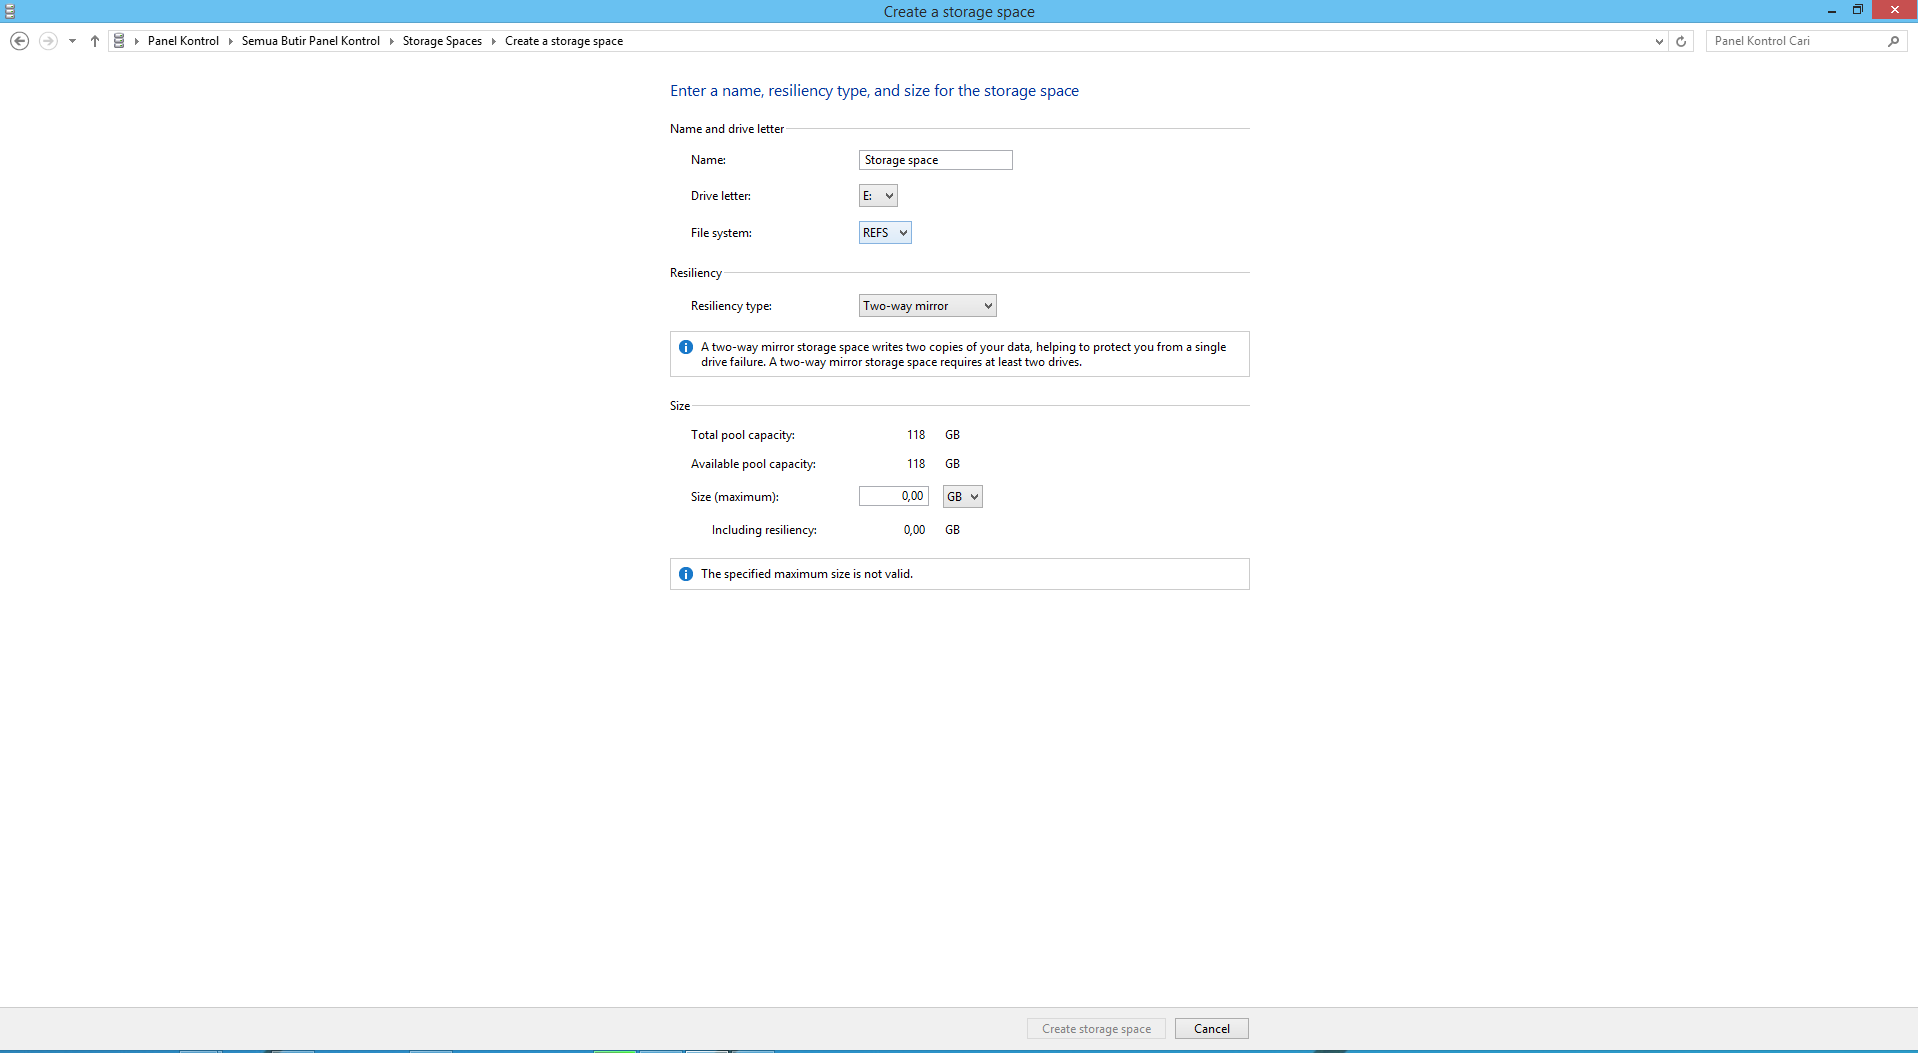 Create a storage space
Panel Kontrol Semua Butir Panel Kontrol Storage Spaces Create a storage space
Panel Kontrol Cari
Enter a name, resiliency type, and size for the storage space
Name and drive letter
Name: Storage space
Drive letter: E:
File system: REFS
Resiliency
Resiliency type: Two-way mirror
A two-way mirror storage space writes two copies of your data, helping to protect you from a single
drive failure. A two-way mirror storage space requires at least two drives.
Size
Total pool capacity: 118 GB
Available pool capacity: 118 GB
Size (maximum): 0,00 GB
Including resiliency: 0,00 GB
The specified maximum size is not valid.
Create storage space Cancel